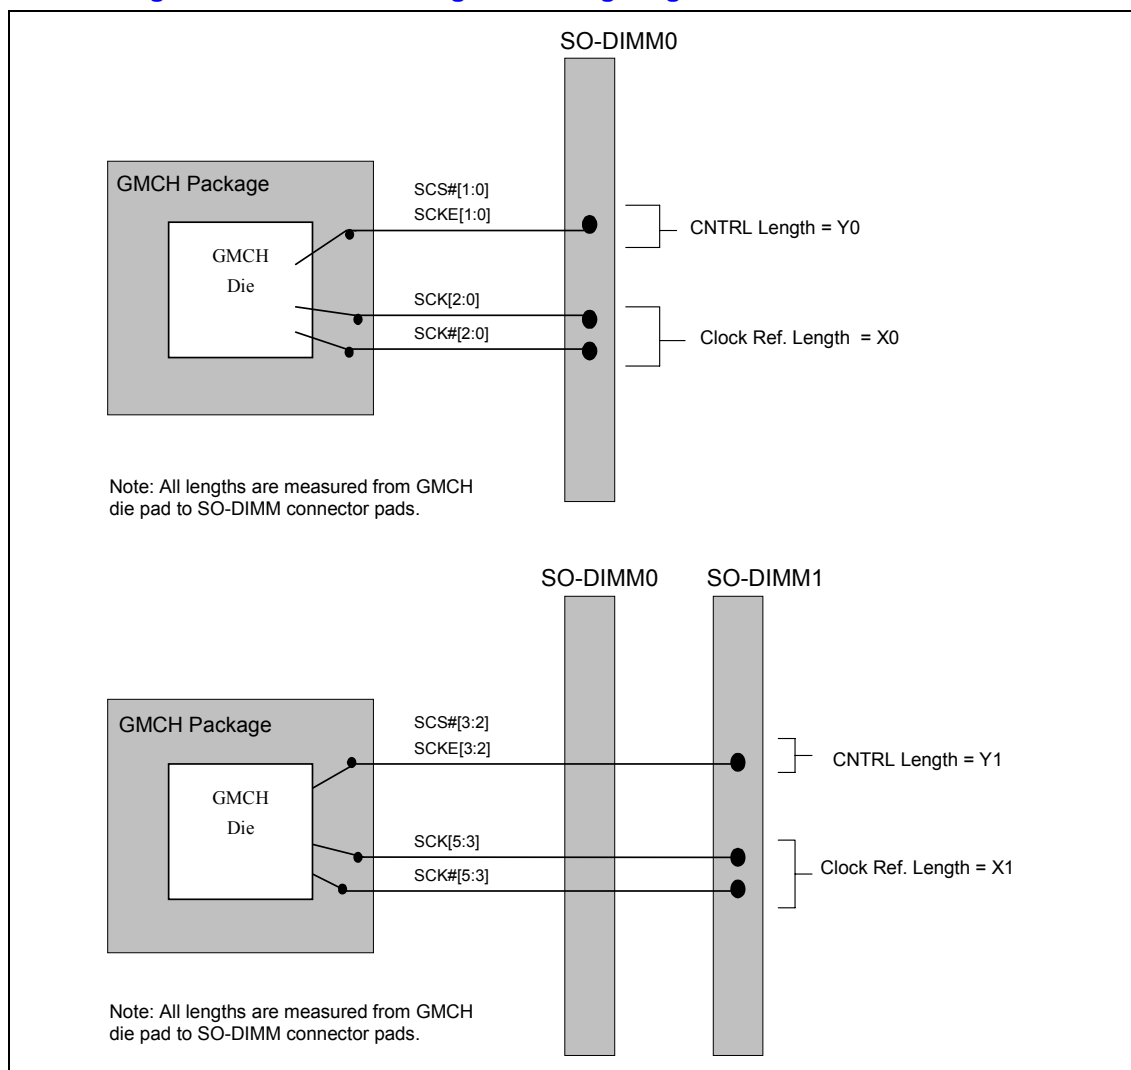 SO-DIMM0
GMCH Package
GMCH
Die
SCS#[1:0]
SCKE[1:0]
CNTRL Length = Y0
SCK[2:0]
SCK#[2:0]
Clock Ref. Length = X0
Note: All lengths are measured from GMCH
die pad to SO-DIMM connector pads.
SO-DIMM0 SO-DIMM1
GMCH Package
GMCH
Die
SCS#[3:2]
SCKE[3:2]
CNTRL Length = Y1
SCK[5:3]
SCK#[5:3]
Clock Ref. Length = X1
Note: All lengths are measured from GMCH
die pad to SO-DIMM connector pads.